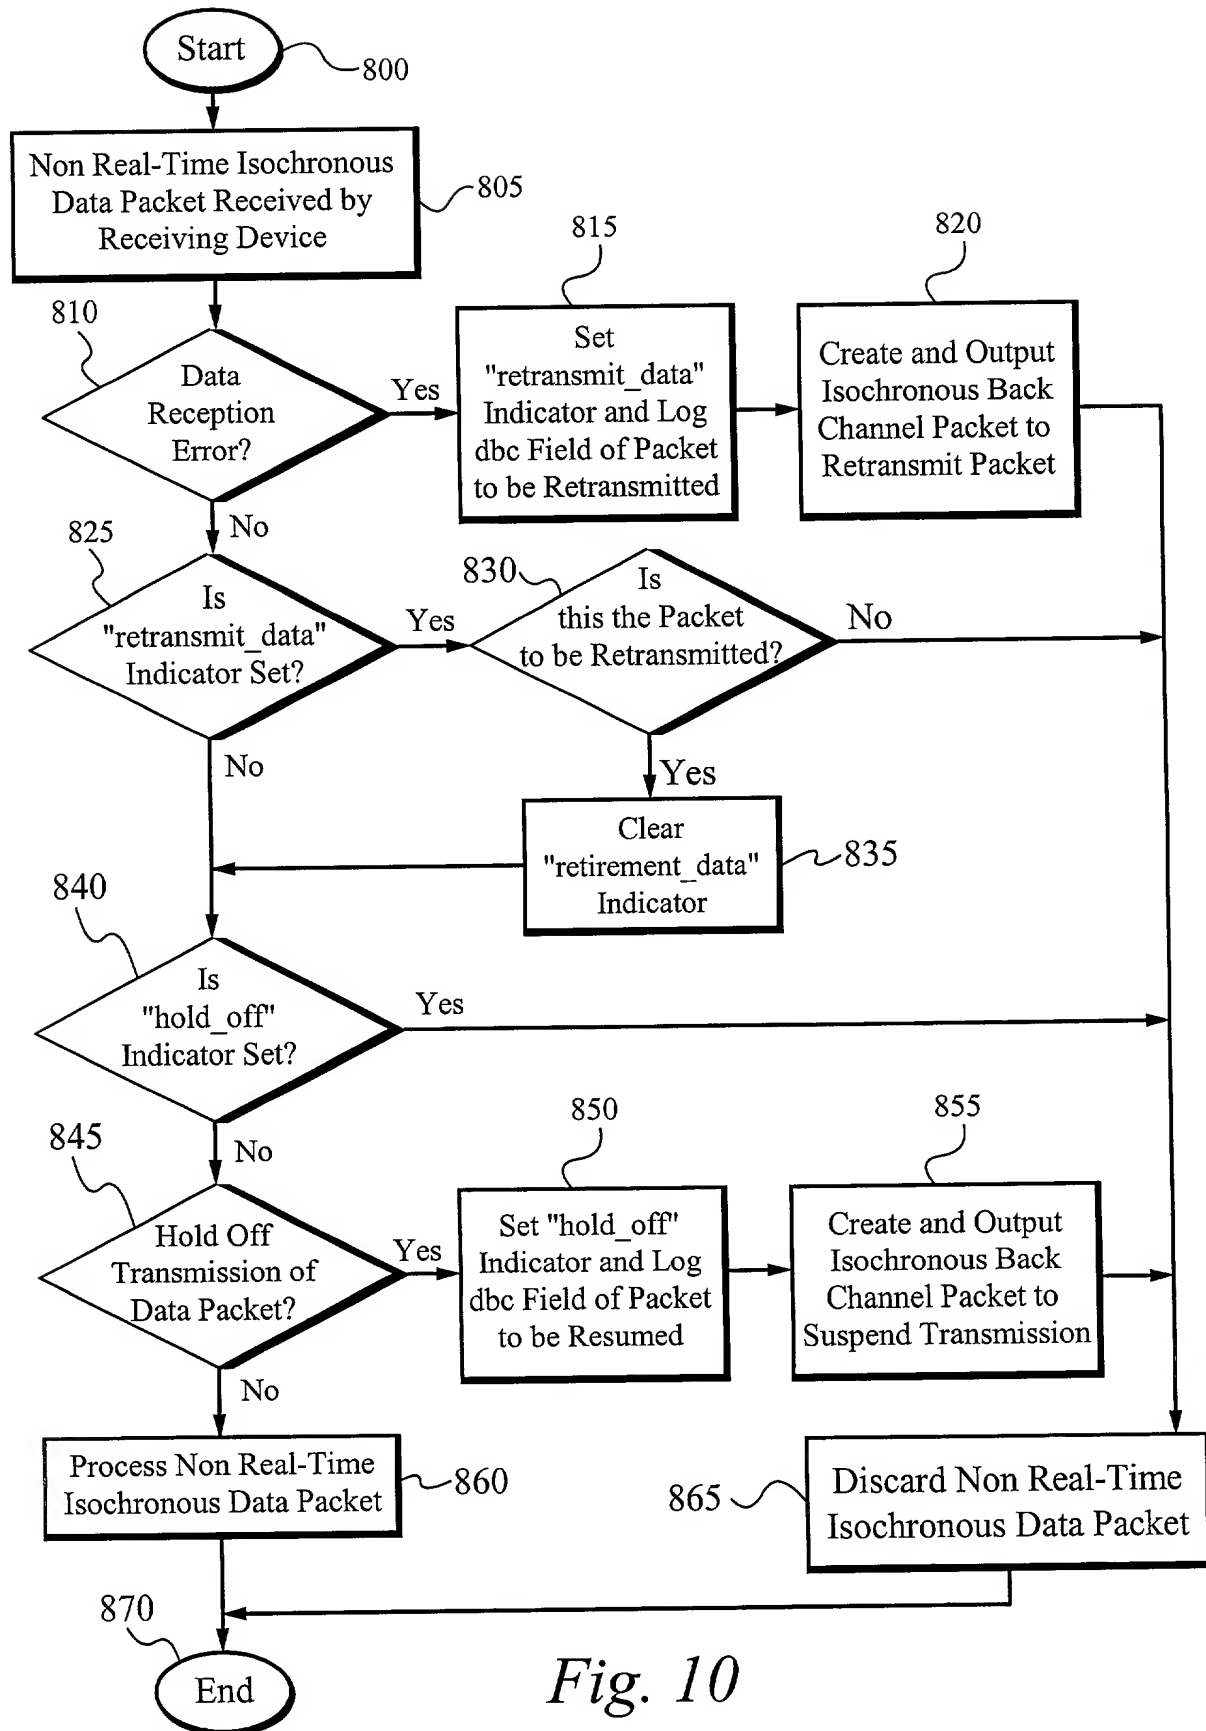 Start
800
Non Real-Time Isochronous
Data Packet Received by
Receiving Device
805
810
Data
Reception
Error?
Yes
No
815
Set
"retransmit_data"
Indicator and Log
dbc Field of Packet
to be Retransmitted
820
Create and Output
Isochronous Back
Channel Packet to
Retransmit Packet
825
Is
"retransmit_data"
Indicator Set?
Yes
No
830
Is
this the Packet
to be Retransmitted?
No
Yes
Clear
"retirement_data"
Indicator
835
840
Is
"hold_off"
Indicator Set?
Yes
No
845
Hold Off
Transmission of
Data Packet?
Yes
No
850
Set "hold_off"
Indicator and Log
dbc Field of Packet
to be Resumed
855
Create and Output
Isochronous Back
Channel Packet to
Suspend Transmission
Process Non Real-Time
Isochronous Data Packet
860
865
Discard Non Real-Time
Isochronous Data Packet
870
End
Fig. 10